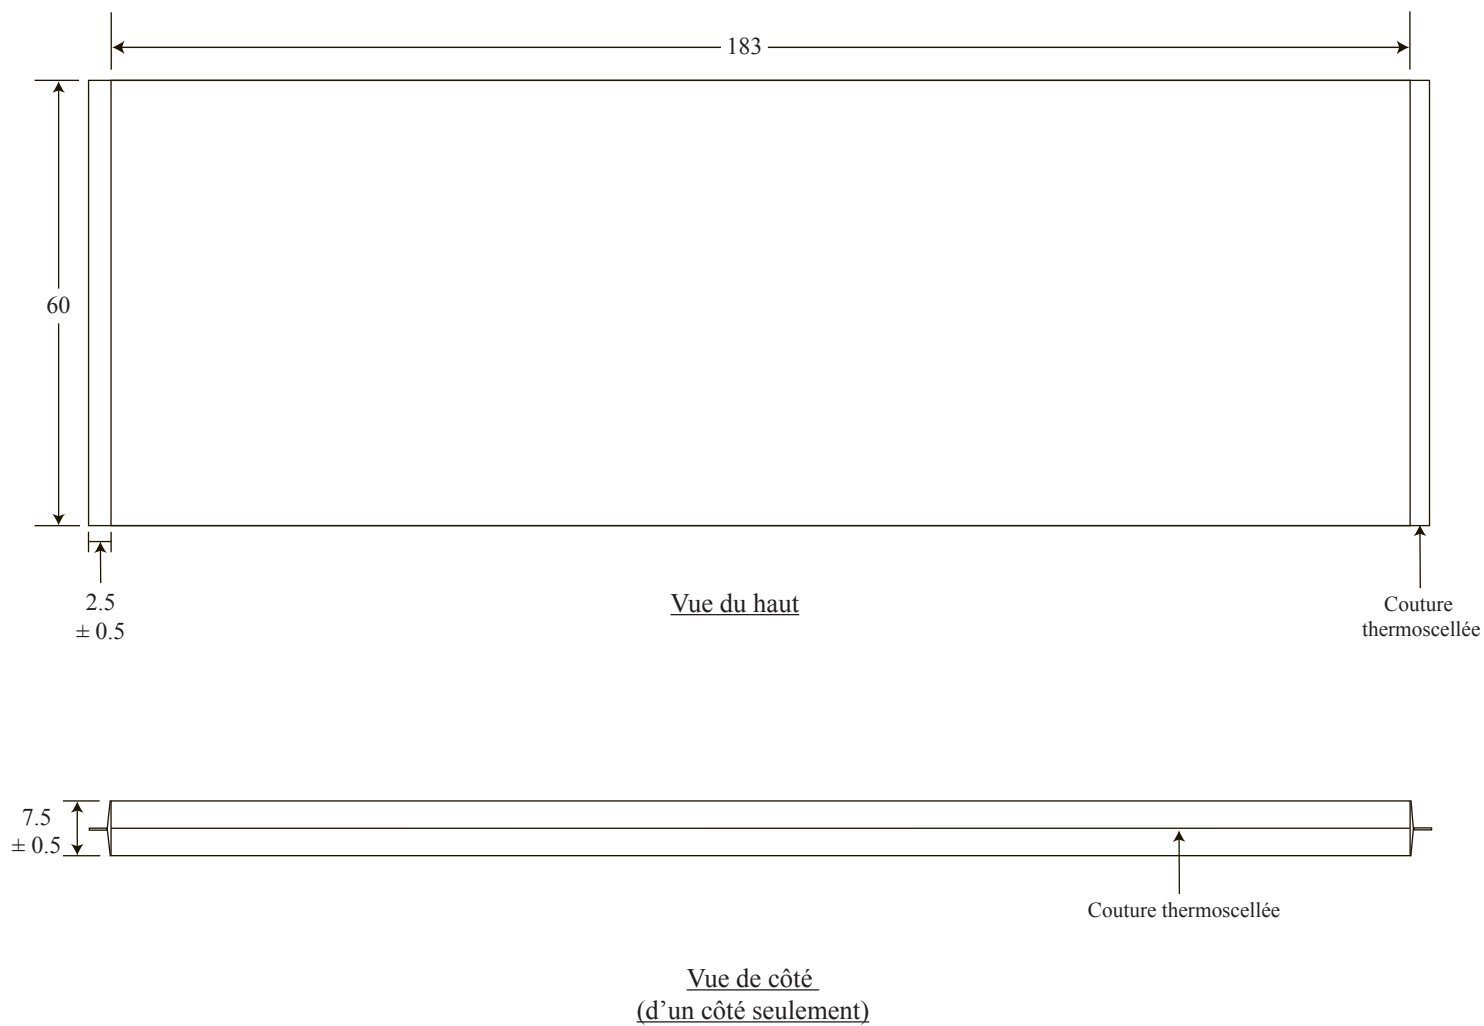 183
60
2.5
± 0.5
Vue du haut
Couture
thermoscellée
7.5
± 0.5
Couture thermoscellée
Vue de côté
(d’un côté seulement)